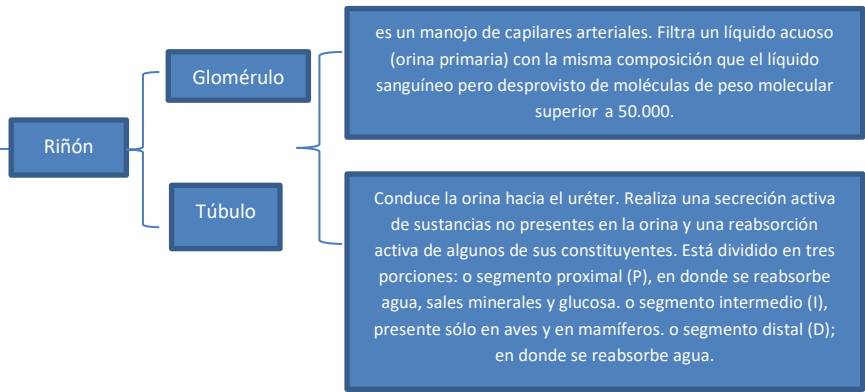 Riñón
Glomérulo
es un manojo de capilares arteriales. Filtra un líquido acuoso
(orina primaria) con la misma composición que el líquido
sanguíneo pero desprovisto de moléculas de peso molecular
superior a 50.000.
Túbulo
Conduce la orina hacia el uréter. Realiza una secreción activa
de sustancias no presentes en la orina y una reabsorción
activa de algunos de sus constituyentes. Está dividido en tres
porciones: o segmento proximal (P), en donde se reabsorbe
agua, sales minerales y glucosa. o segmento intermedio (I),
presente sólo en aves y en mamíferos. o segmento distal (D);
en donde se reabsorbe agua.